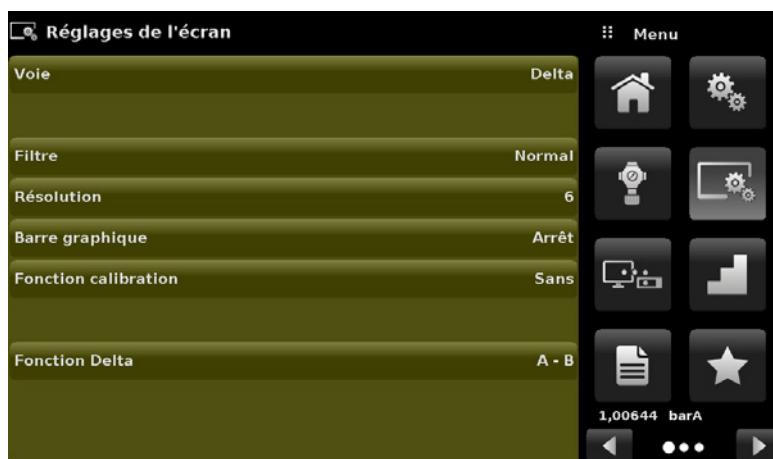 Réglages de l'écran
Menu
Voie Delta
Filtre Normal
Résolution 6
Barre graphique Arrêt
Fonction calibration Sans
Fonction Delta A - B
1,00644 barA